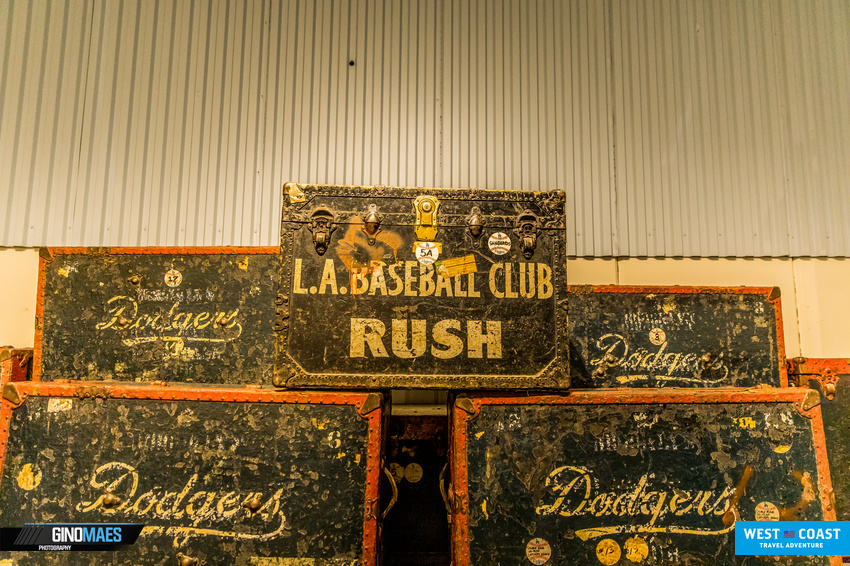 5A
L.A. BASEBALL CLUB
RUSH
Dodgers
Dodgers
Dodgers
Dodgers
GINOMAES
PHOTOGRAPHY
WEST COAST
TRAVEL ADVENTURE